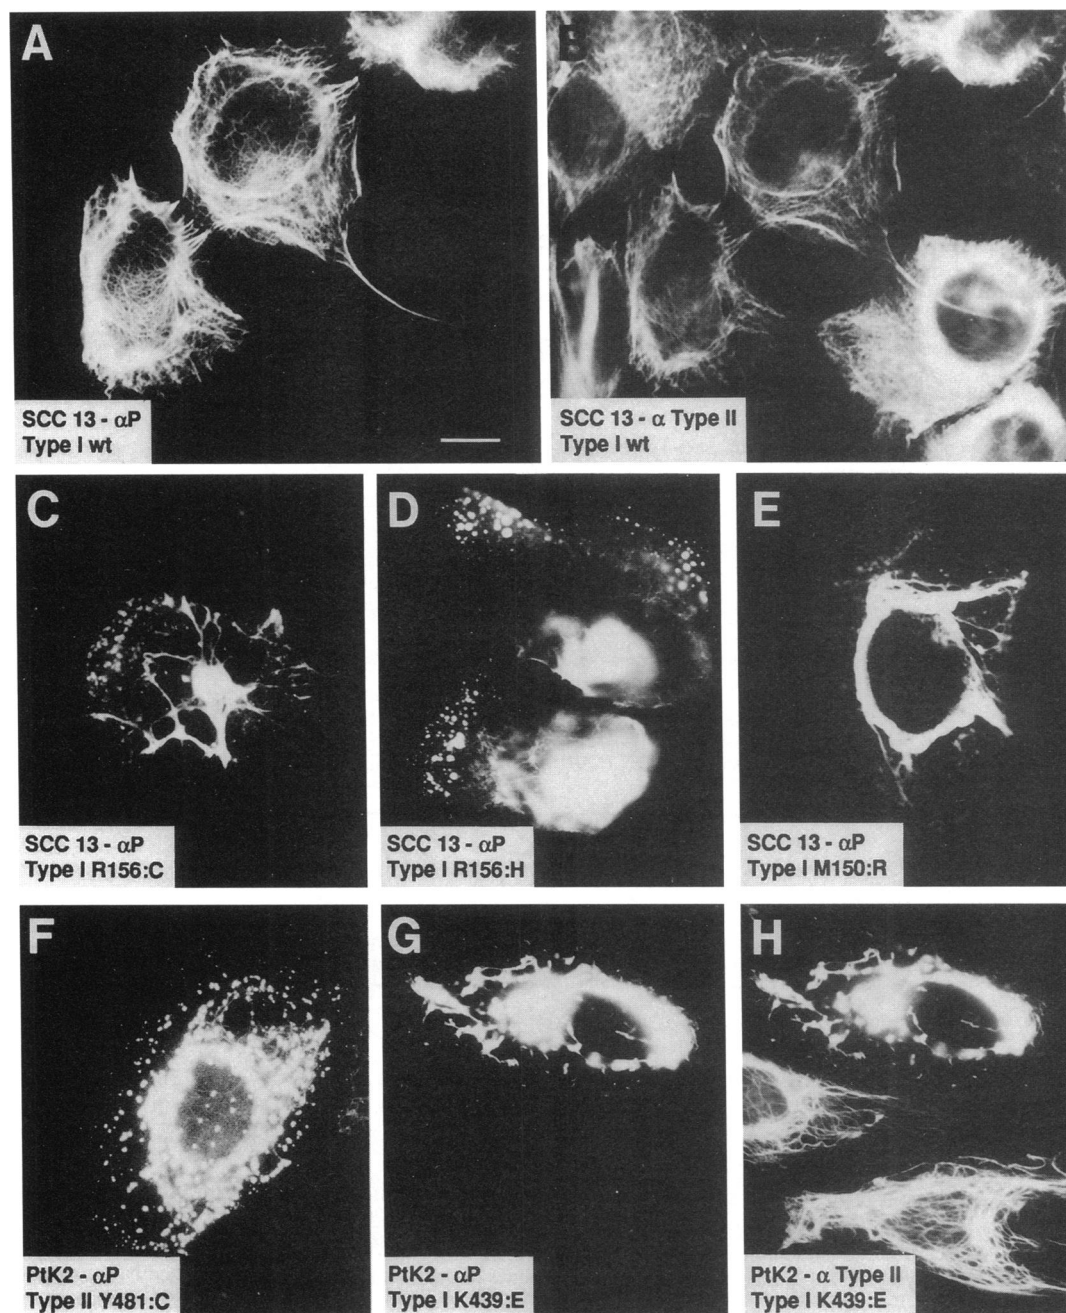 A
B
SCC 13 - αP
Type I wt
SCC 13 - α Type II
Type I wt
C
D
E
SCC 13 - αP
Type I R156:C
SCC 13 - αP
Type I R156:H
SCC 13 - αP
Type I M150:R
F
G
H
PtK2 - αP
Type II Y481:C
PtK2 - αP
Type I K439:E
PtK2 - α Type II
Type I K439:E